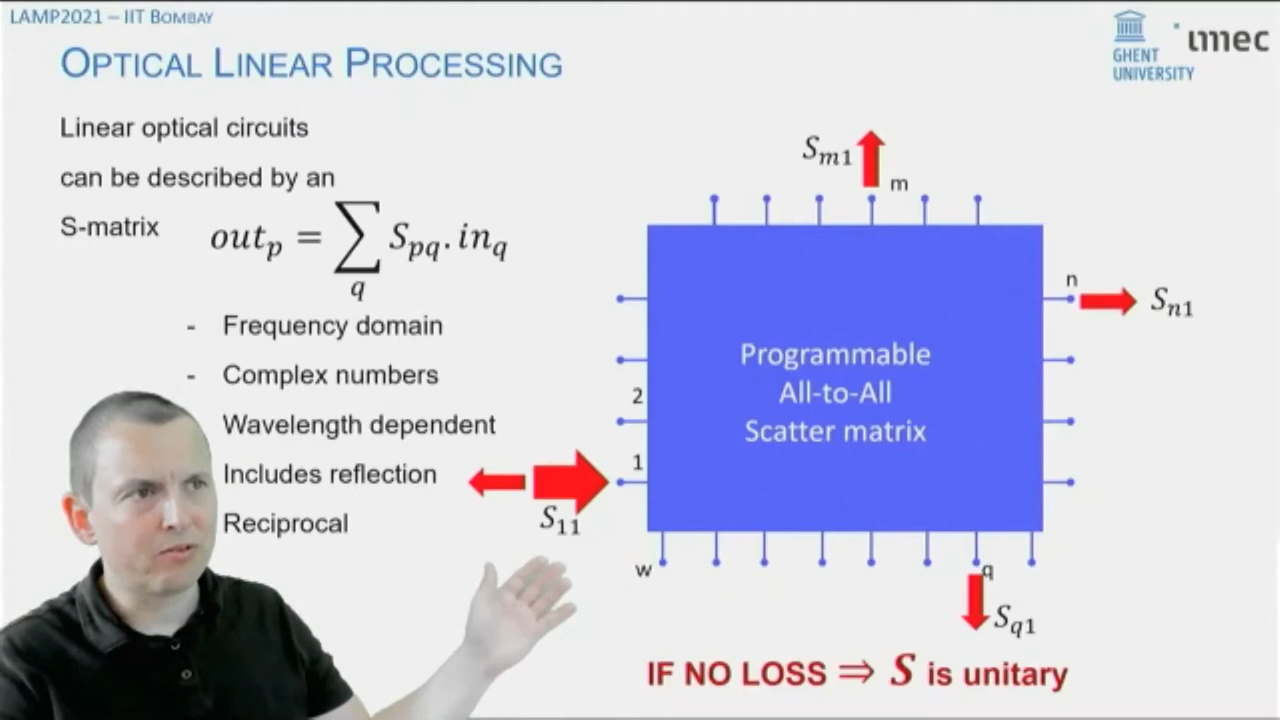 LAMP2021 – IIT BOMBAY
OPTICAL LINEAR PROCESSING
GHENT UNIVERSITY
imec
Linear optical circuits
can be described by an
S-matrix
out_p = ∑_q S_pq . in_q
- Frequency domain
- Complex numbers
Wavelength dependent
Includes reflection
Reciprocal
S_m1
m
n
S_n1
2
1
S_11
Programmable
All-to-All
Scatter matrix
w
q
S_q1
IF NO LOSS ⇒ S is unitary